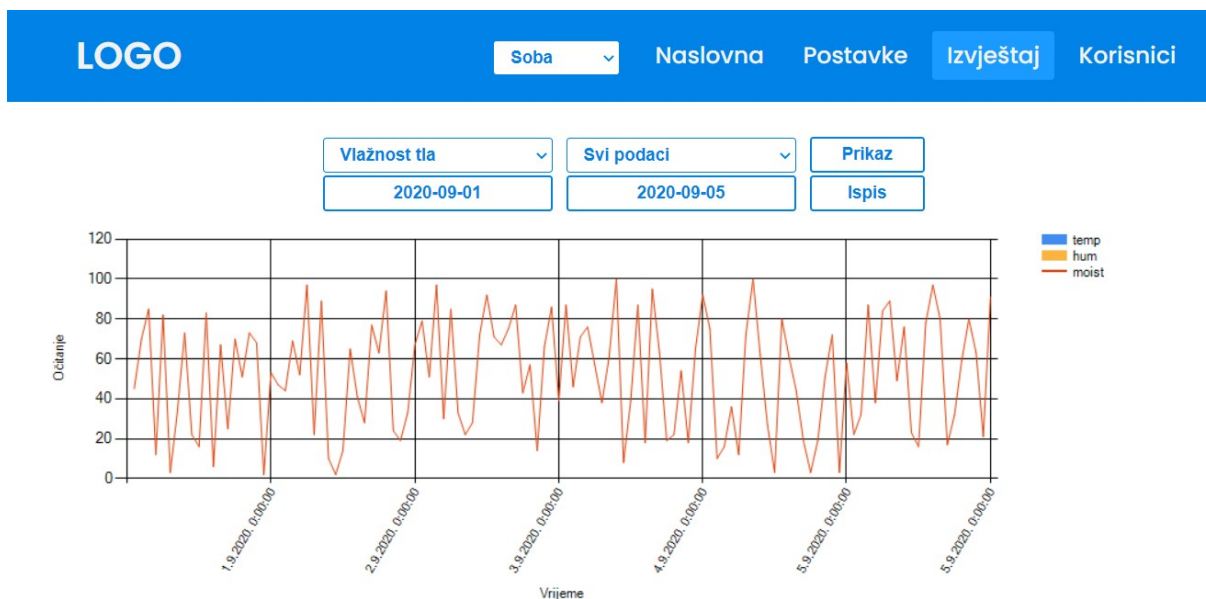 LOGO Soba Naslovna Postavke Izvještaj Korisnici
Vlažnost tla Svi podaci Prikaz
2020-09-01 2020-09-05 Ispis
120
100
80
60
40
20
0
Očitanje
temp
hum
moist
1.9.2020. 0:00:00
2.9.2020. 0:00:00
3.9.2020. 0:00:00
4.9.2020. 0:00:00
5.9.2020. 0:00:00
5.9.2020. 0:00:00
Vrijeme